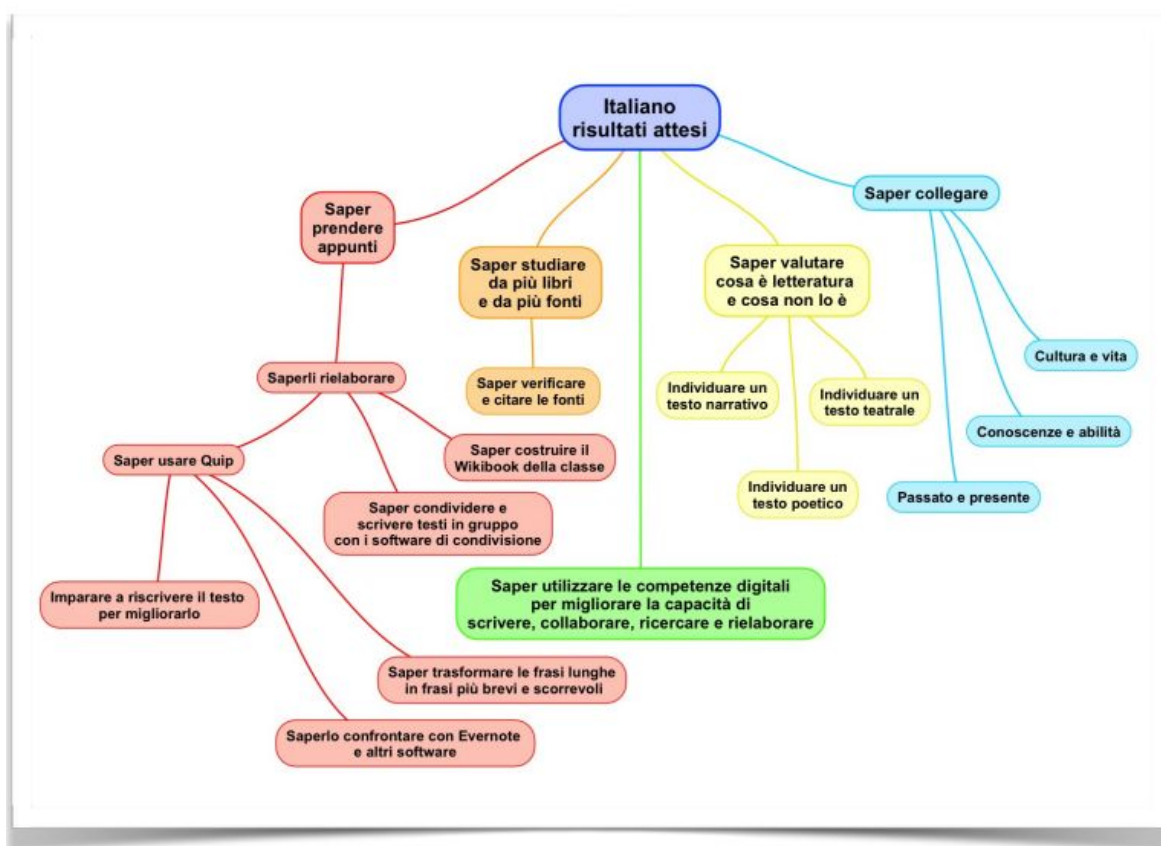 Italiano
risultati attesi
Saper
prendere
appunti
Saperli rielaborare
Saper usare Quip
Imparare a riscrivere il testo
per migliorarlo
Saperlo confrontare con Evernote
e altri software
Saper trasformare le frasi lunghe
in frasi più brevi e scorrevoli
Saper condividere e
scrivere testi in gruppo
con i software di condivisione
Saper costruire il
Wikibook della classe
Saper studiare
da più libri
e da più fonti
Saper verificare
e citare le fonti
Saper utilizzare le competenze digitali
per migliorare la capacità di
scrivere, collaborare, ricercare e rielaborare
Saper valutare
cosa è letteratura
e cosa non lo è
Individuare un
testo narrativo
Individuare un
testo poetico
Individuare un
testo teatrale
Saper collegare
Cultura e vita
Conoscenze e abilità
Passato e presente